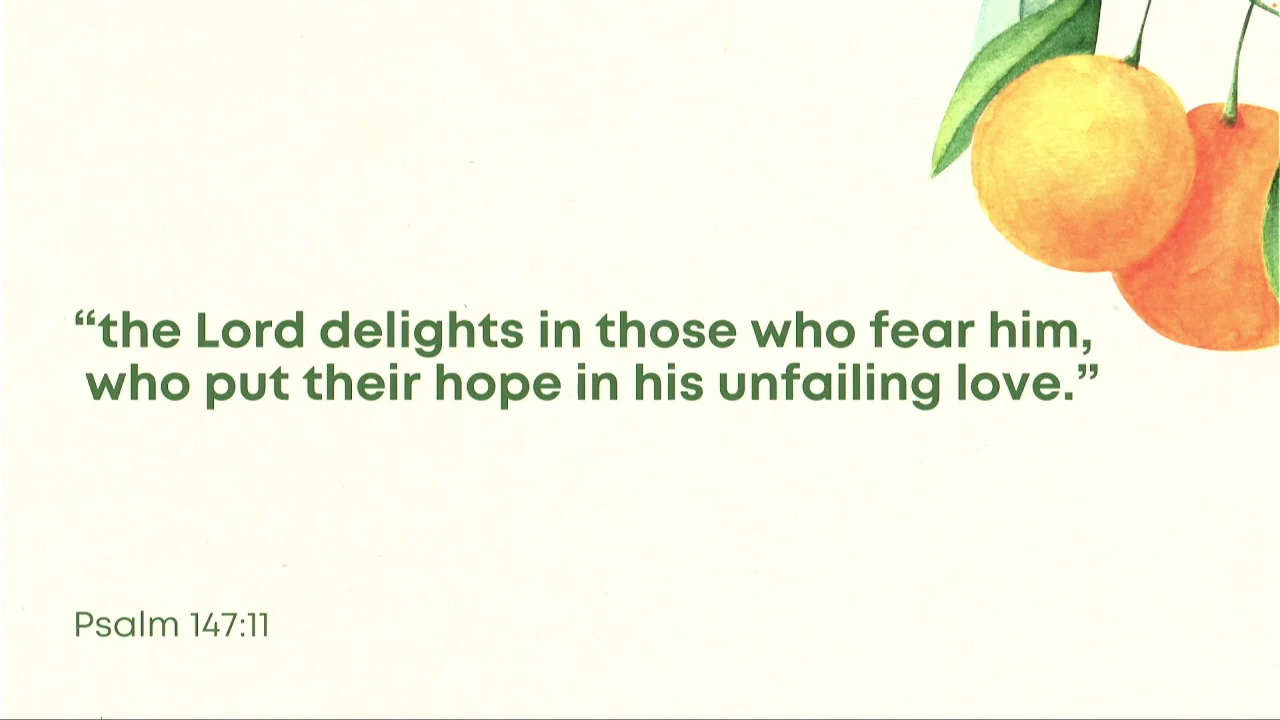 “the Lord delights in those who fear him,
who put their hope in his unfailing love.”
Psalm 147:11